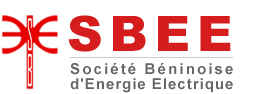 SBEE
Société Béninoise
d'Energie Electrique